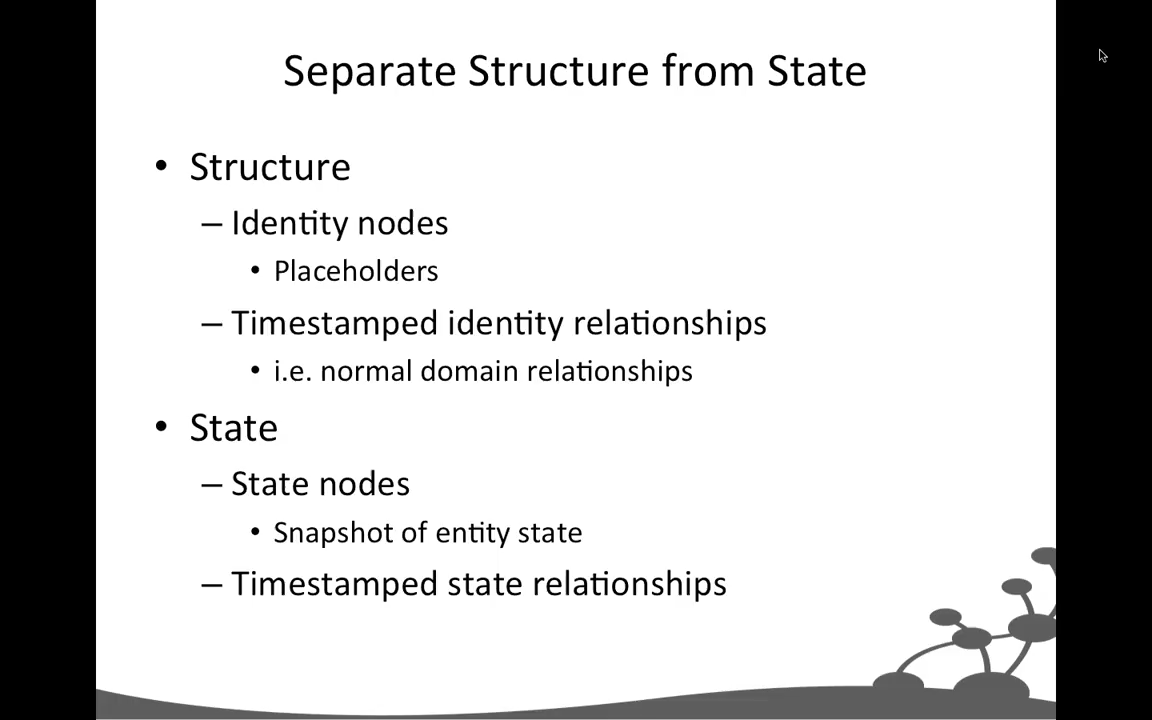 Separate Structure from State
• Structure
– Identity nodes
• Placeholders
– Timestamped identity relationships
• i.e. normal domain relationships
• State
– State nodes
• Snapshot of entity state
– Timestamped state relationships